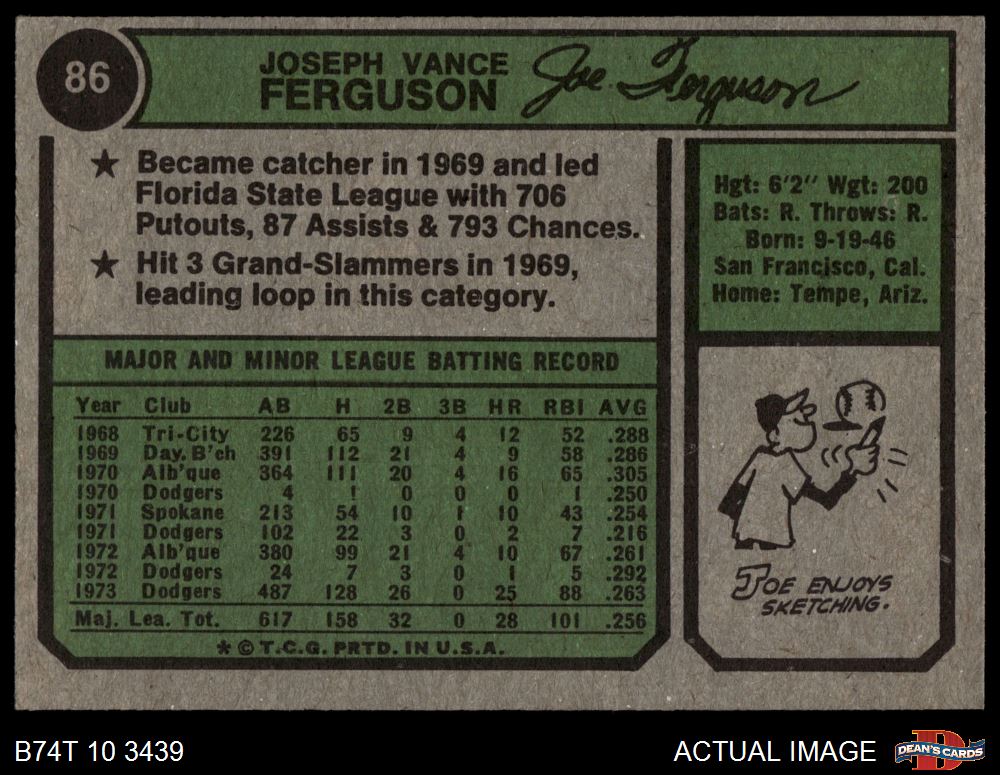 86
JOSEPH VANCE
FERGUSON
Joe Ferguson
★ Became catcher in 1969 and led
Florida State League with 706
Putouts, 87 Assists & 793 Chances.
★ Hit 3 Grand-Slammers in 1969,
leading loop in this category.
Hgt: 6'2" Wgt: 200
Bats: R. Throws: R.
Born: 9-19-46
San Francisco, Cal.
Home: Tempe, Ariz.
MAJOR AND MINOR LEAGUE BATTING RECORD
Year Club AB H 2B 3B HR RBI AVG
1968 Tri-City 226 65 9 4 12 52 .288
1969 Day. B'ch 391 112 21 4 9 58 .286
1970 Alb'que 364 111 20 4 16 65 .305
1970 Dodgers 4 1 0 0 0 1 .250
1971 Spokane 213 54 10 1 10 43 .254
1971 Dodgers 102 22 3 0 2 7 .216
1972 Alb'que 380 99 21 4 10 67 .261
1972 Dodgers 24 7 3 0 1 5 .292
1973 Dodgers 487 128 26 0 25 88 .263
Maj. Lea. Tot. 617 158 32 0 28 101 .256
* © T.C.G. PRTD. IN U.S.A.
JOE ENJOYS
SKETCHING.
B74T 10 3439
ACTUAL IMAGE
DEAN'S CARDS